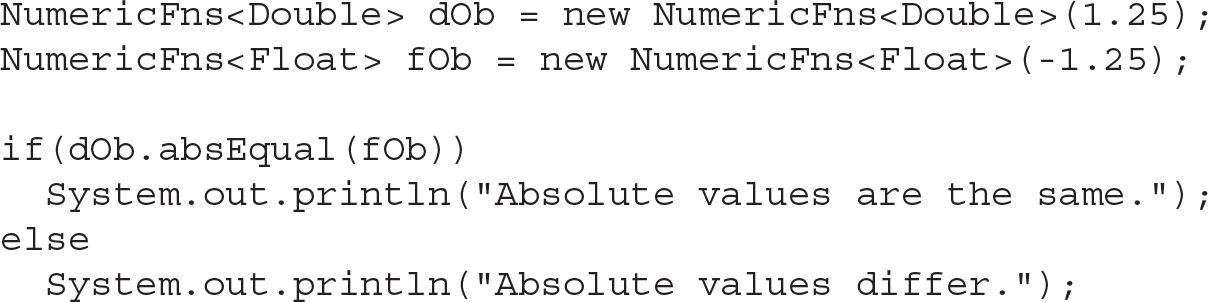 NumericFns<Double> dOb = new NumericFns<Double>(1.25);
NumericFns<Float> fOb = new NumericFns<Float>(-1.25);

if(dOb.absEqual(fOb))
  System.out.println("Absolute values are the same.");
else
  System.out.println("Absolute values differ.");